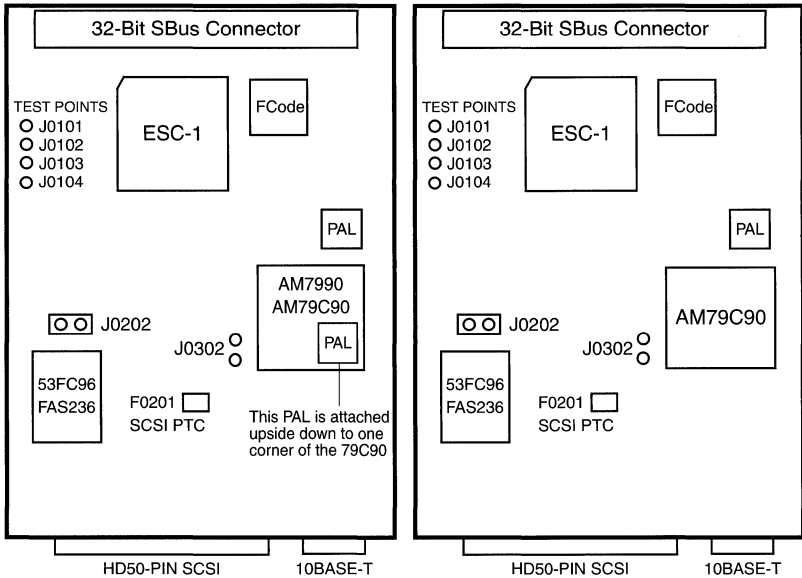 32-Bit SBus Connector
TEST POINTS
J0101
J0102
J0103
J0104
ESC-1
FCode
PAL
AM7990
AM79C90
PAL
J0202
J0302
53FC96
FAS236
F0201
SCSI PTC
This PAL is attached
upside down to one
corner of the 79C90
HD50-PIN SCSI
10BASE-T
32-Bit SBus Connector
TEST POINTS
J0101
J0102
J0103
J0104
ESC-1
FCode
PAL
AM79C90
J0202
J0302
53FC96
FAS236
F0201
SCSI PTC
HD50-PIN SCSI
10BASE-T